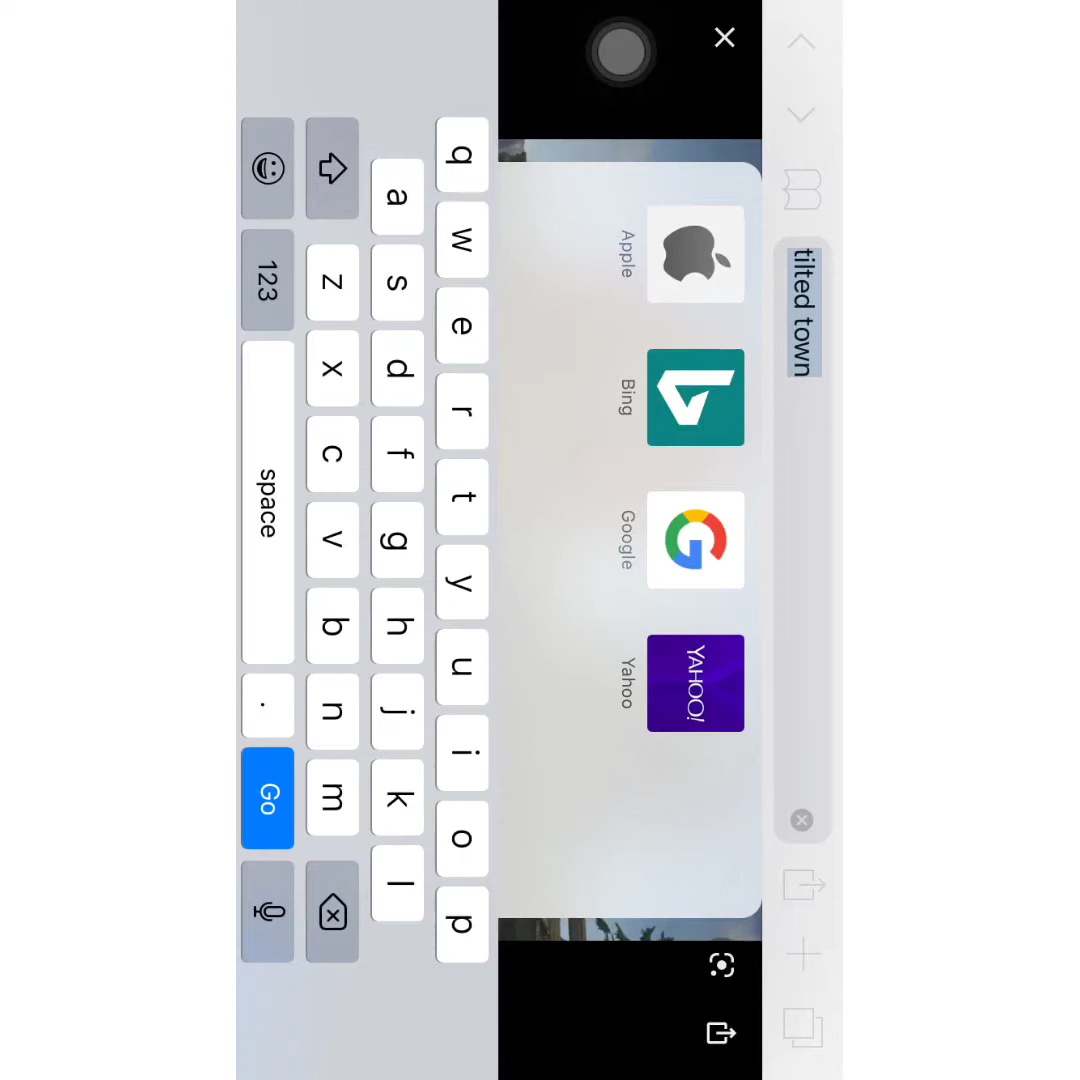 tilted town
Apple
Bing
Google
YAHOO!
Yahoo
q w e r t y u i o p
a s d f g h j k l
z x c v b n m
123 space . Go